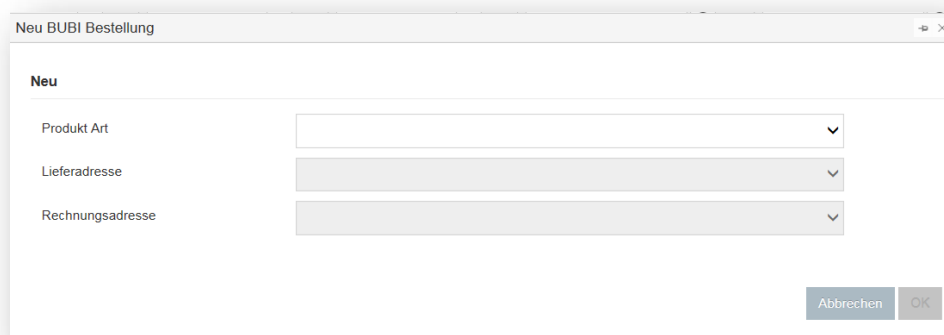 Neu BUBI Bestellung
Neu
Produkt Art
Lieferadresse
Rechnungsadresse
Abbrechen OK